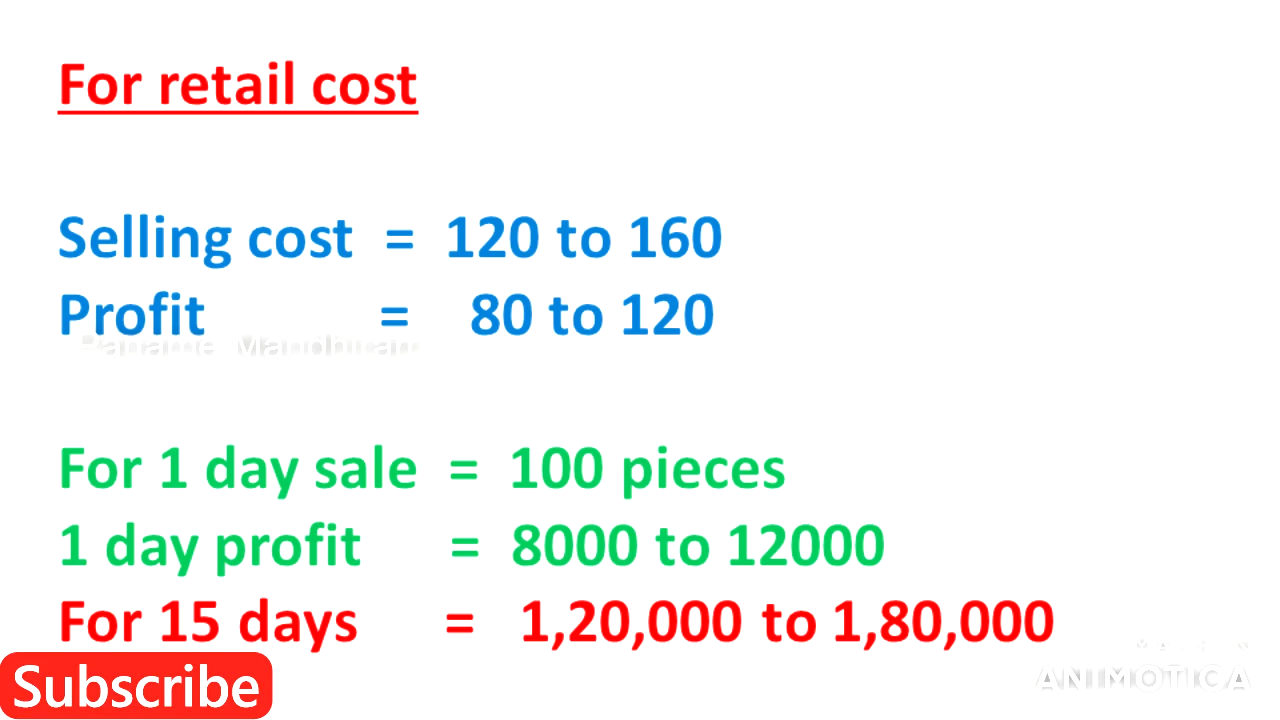 For retail cost
Selling cost = 120 to 160
Profit = 80 to 120
For 1 day sale = 100 pieces
1 day profit = 8000 to 12000
For 15 days = 1,20,000 to 1,80,000
Subscribe
ANIMOTICA